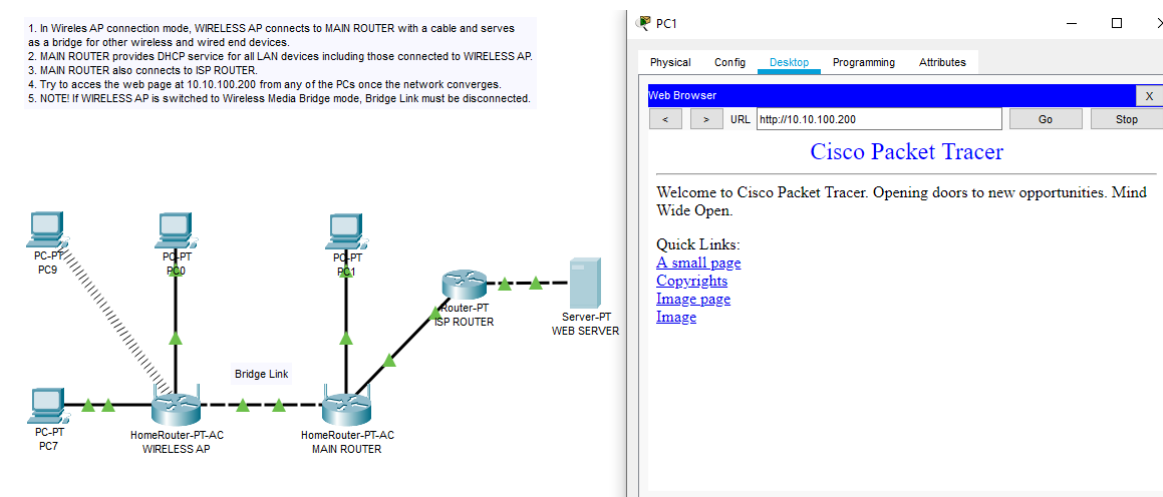 1. In Wireles AP connection mode, WIRELESS AP connects to MAIN ROUTER with a cable and serves
as a bridge for other wireless and wired end devices.
2. MAIN ROUTER provides DHCP service for all LAN devices including those connected to WIRELESS AP.
3. MAIN ROUTER also connects to ISP ROUTER.
4. Try to acces the web page at 10.10.100.200 from any of the PCs once the network converges.
5. NOTE! If WIRELESS AP is switched to Wireless Media Bridge mode, Bridge Link must be disconnected.
PC-PT
PC9
PC-PT
PC0
PC-PT
PC1
Router-PT
ISP ROUTER
Server-PT
WEB SERVER
Bridge Link
PC-PT
PC7
HomeRouter-PT-AC
WIRELESS AP
HomeRouter-PT-AC
MAIN ROUTER
PC1
Physical Config Desktop Programming Attributes
Web Browser X
< > URL http://10.10.100.200 Go Stop
Cisco Packet Tracer
Welcome to Cisco Packet Tracer. Opening doors to new opportunities. Mind
Wide Open.
Quick Links:
A small page
Copyrights
Image page
Image